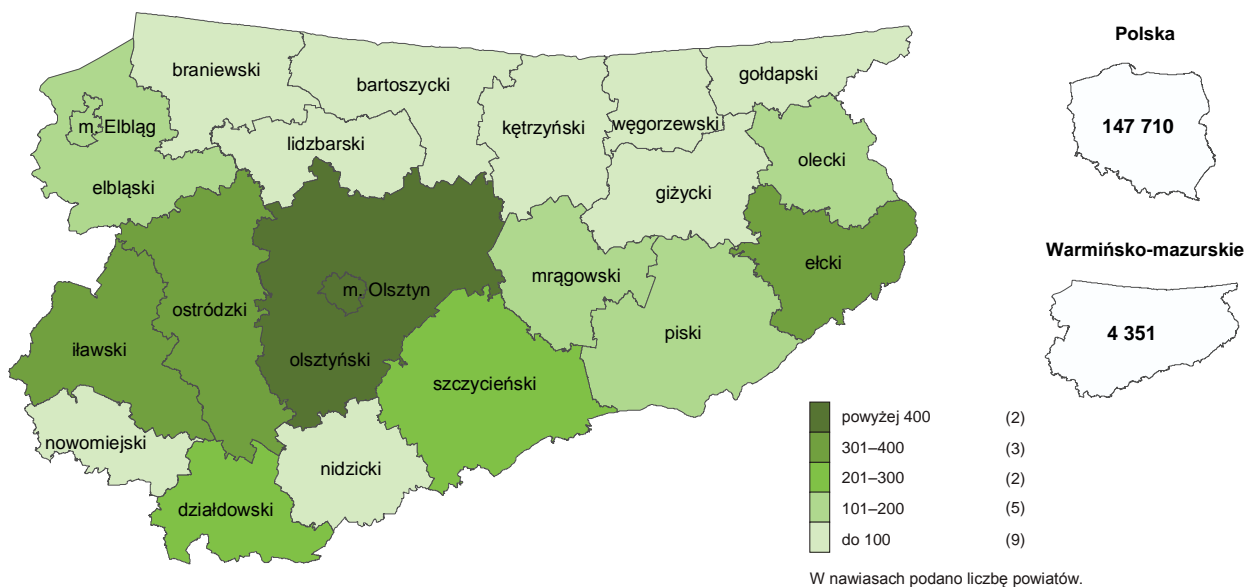 Polska
147 710
Warmińsko-mazurskie
4 351
braniewski
bartoszycki
gołdapski
m. Elbląg
lidzbarski
kętrzyński
węgorzewski
olecki
elbląski
giżycki
ełcki
mrągowski
m. Olsztyn
ostródzki
piski
iławski
olsztyński
szczycieński
nowomiejski
nidzicki
działdowski
powyżej 400 (2)
301–400 (3)
201–300 (2)
101–200 (5)
do 100 (9)
W nawiasach podano liczbę powiatów.